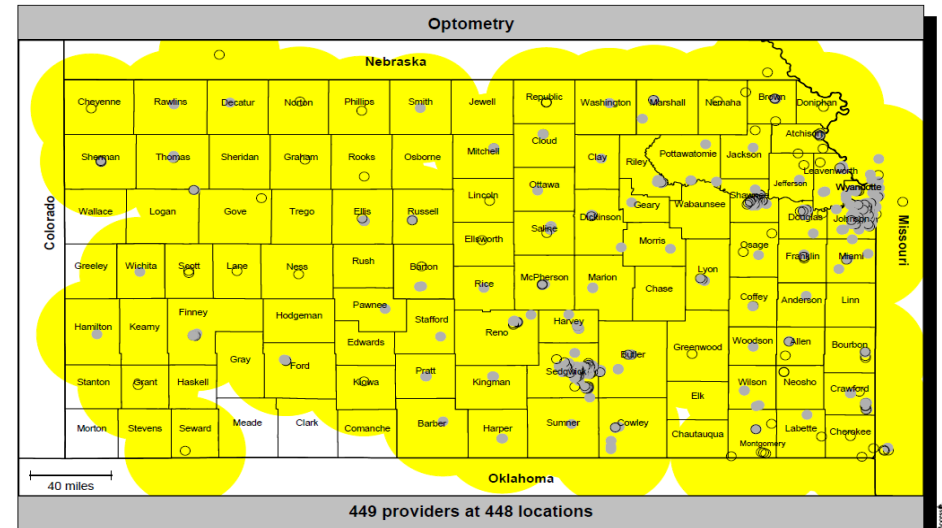 Optometry
Nebraska
Cheyenne Rawlins Decatur Norton Phillips Smith Jewell Republic Washington Marshall Nemaha Brown Doniphan
Atchison
Cloud
Sherman Thomas Sheridan Graham Rooks Osborne Mitchell Clay Riley Pottawatomie Jackson
Leavenworth
Jefferson
Wyandotte
Ottawa
Lincoln
Shawnee
Wallace Logan Gove Trego Ellis Russell Geary Wabaunsee
Dickinson Douglas Johnson
Saline
Colorado
Missouri
Ellsworth Morris Osage
Greeley Wichita Scott Lane Ness Rush Barton Franklin Miami
McPherson Marion Lyon
Rice Chase
Pawnee Coffey Anderson Linn
Finney Hodgeman
Stafford
Hamilton Kearny Reno Harvey
Edwards Woodson Allen Bourbon
Gray Ford Butler Greenwood
Pratt Sedgwick
Stanton Grant Haskell Kiowa Kingman Wilson Neosho
Crawford
Elk
Morton Stevens Seward Meade Clark Comanche Barber Harper Sumner Cowley
Chautauqua
Labette Cherokee
Montgomery
40 miles
Oklahoma
449 providers at 448 locations